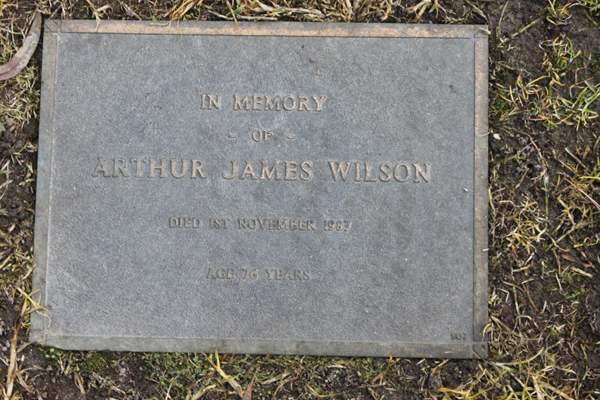 IN MEMORY
- OF -
ARTHUR JAMES WILSON
DIED 1ST NOVEMBER 1987
AGE 76 YEARS